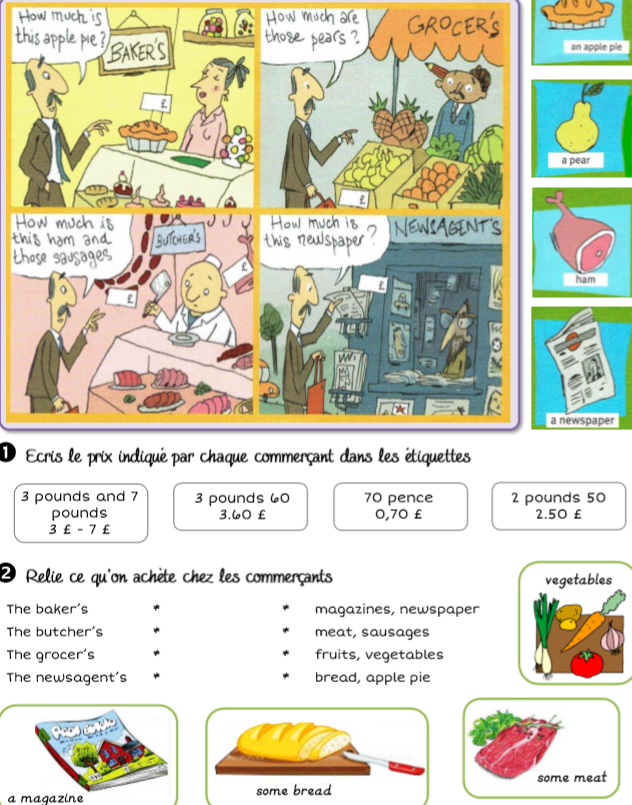 How much is
this apple pie?
BAKER'S
£
How much are
those pears?
GROCER'S
£
How much is
this ham and
those sausages
BUTCHER'S
£
£
How much is
this newspaper?
NEWSAGENT'S
£
an apple pie
a pear
ham
a newspaper
1 Ecris le prix indiqué par chaque commerçant dans les étiquettes
3 pounds and 7
pounds
3 £ - 7 £
3 pounds 60
3.60 £
70 pence
0,70 £
2 pounds 50
2.50 £
2 Relie ce qu'on achète chez les commerçants
vegetables
The baker's * * magazines, newspaper
The butcher's * * meat, sausages
The grocer's * * fruits, vegetables
The newsagent's * * bread, apple pie
a magazine
some bread
some meat